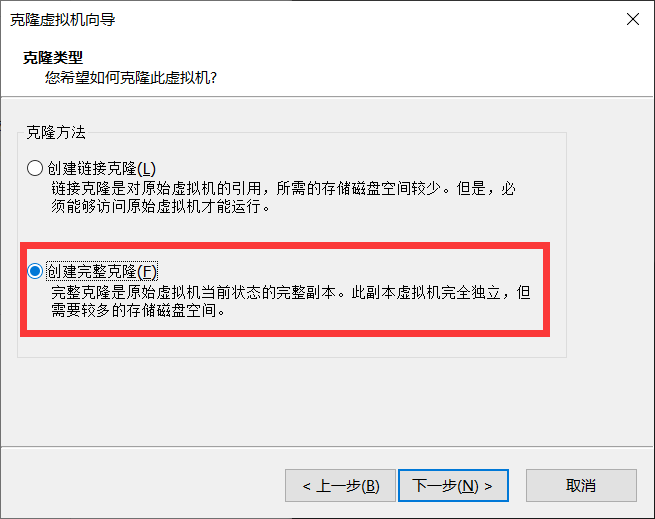 克隆虚拟机向导
克隆类型
您希望如何克隆此虚拟机?
克隆方法
创建链接克隆(L)
链接克隆是对原始虚拟机的引用，所需的存储磁盘空间较少。但是，必
须能够访问原始虚拟机才能运行。
创建完整克隆(F)
完整克隆是原始虚拟机当前状态的完整副本。此副本虚拟机完全独立，但
需要较多的存储磁盘空间。
< 上一步(B)
下一步(N) >
取消